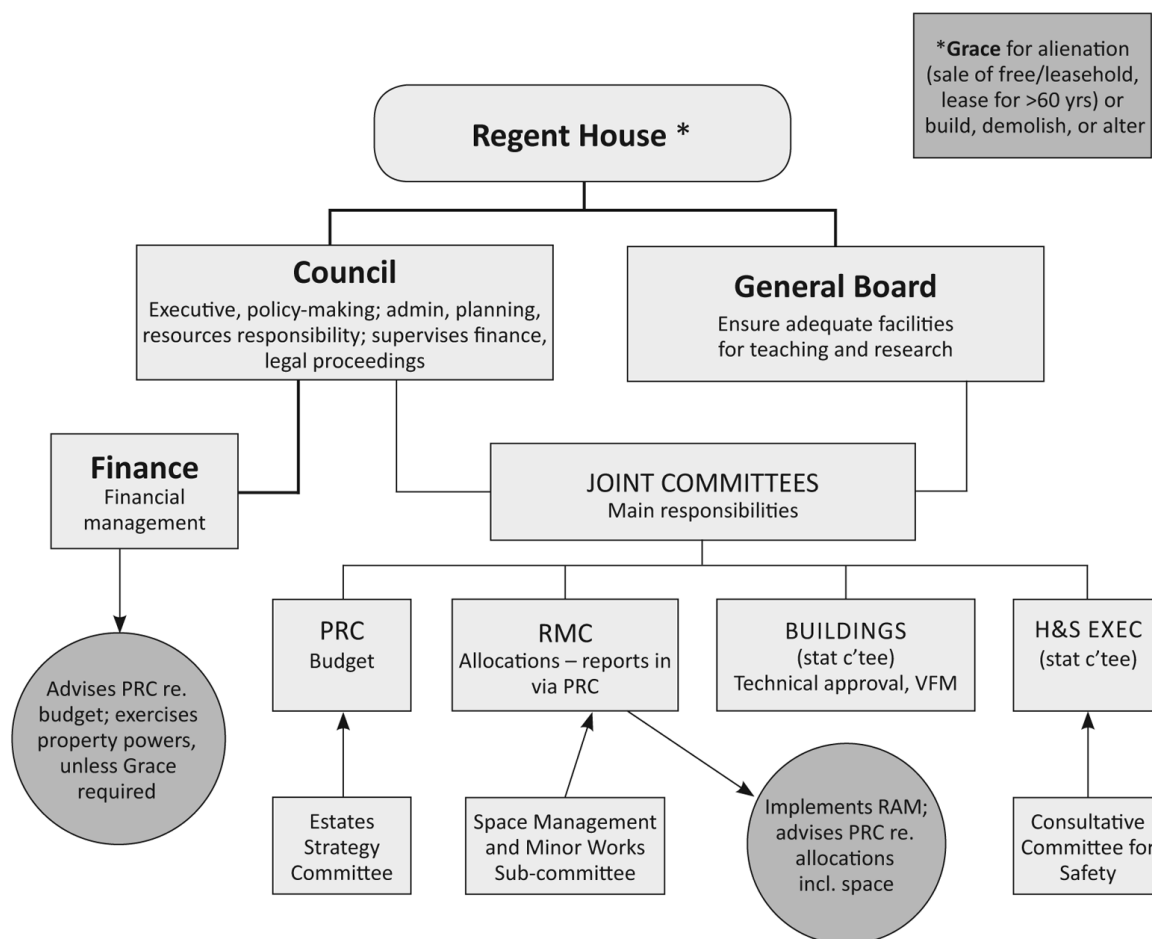 *Grace for alienation
(sale of free/leasehold,
lease for >60 yrs) or
build, demolish, or alter
Regent House *
Council
Executive, policy-making; admin, planning,
resources responsibility; supervises finance,
legal proceedings
General Board
Ensure adequate facilities
for teaching and research
Finance
Financial
management
JOINT COMMITTEES
Main responsibilities
PRC
Budget
RMC
Allocations – reports in
via PRC
BUILDINGS
(stat c’tee)
Technical approval, VFM
H&S EXEC
(stat c’tee)
Advises PRC re.
budget; exercises
property powers,
unless Grace
required
Estates
Strategy
Committee
Space Management
and Minor Works
Sub-committee
Implements RAM;
advises PRC re.
allocations
incl. space
Consultative
Committee for
Safety